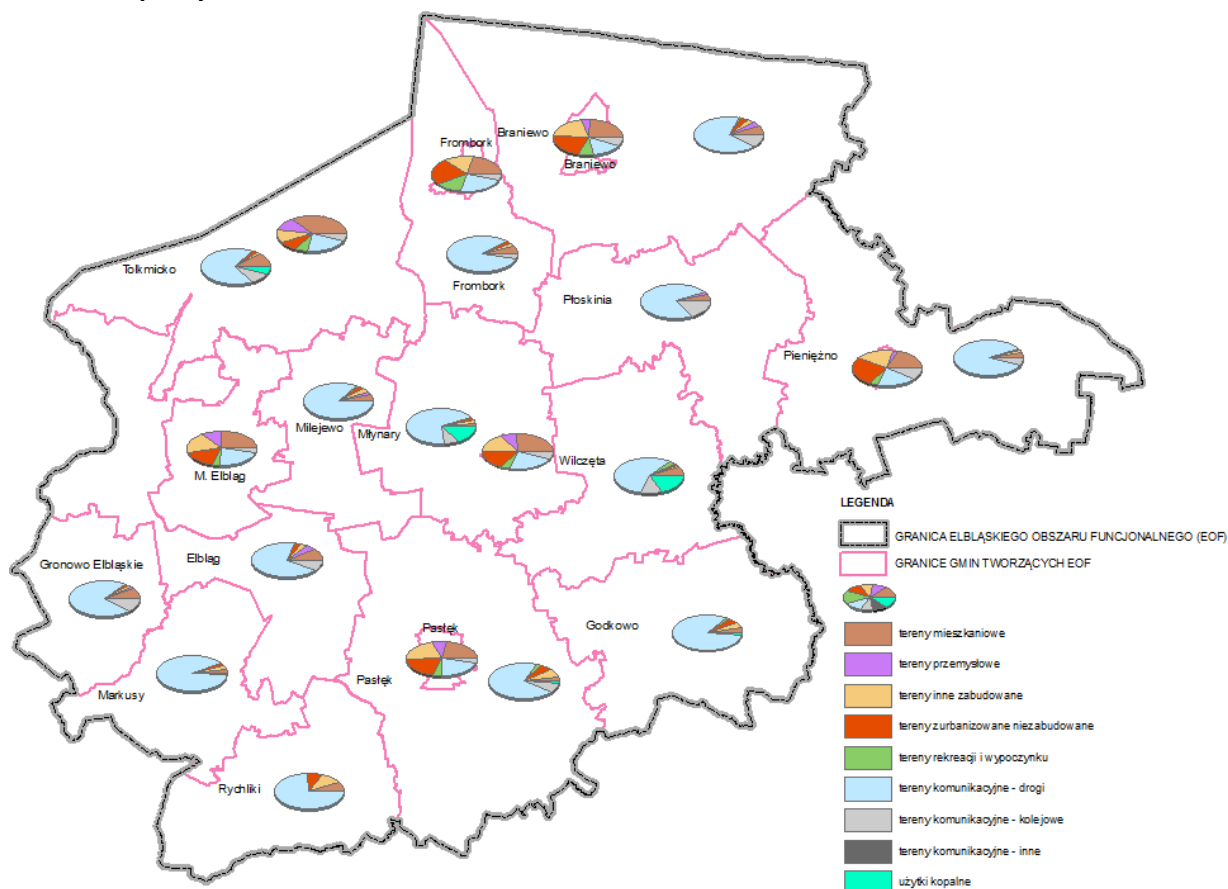 Braniewo
Frombork
Braniewo
Tolkmicko
Frombork
Płoskinia
Pieniężno
Milejewo
Młynary
Wilczęta
M. Elbląg
Elbląg
Gronowo Elbląskie
Pasłęk
Godkowo
Markusy
Pasłęk
Rychliki
LEGENDA
GRANICA ELBLĄSKIEGO OBSZARU FUNCJONALNEGO (EOF)
GRANICE GMIN TWORZĄCYCH EOF
tereny mieszkaniowe
tereny przemysłowe
tereny inne zabudowane
tereny zurbanizowane niezabudowane
tereny rekreacji i wypoczynku
tereny komunikacyjne - drogi
tereny komunikacyjne - kolejowe
tereny komunikacyjne - inne
użytki kopalne